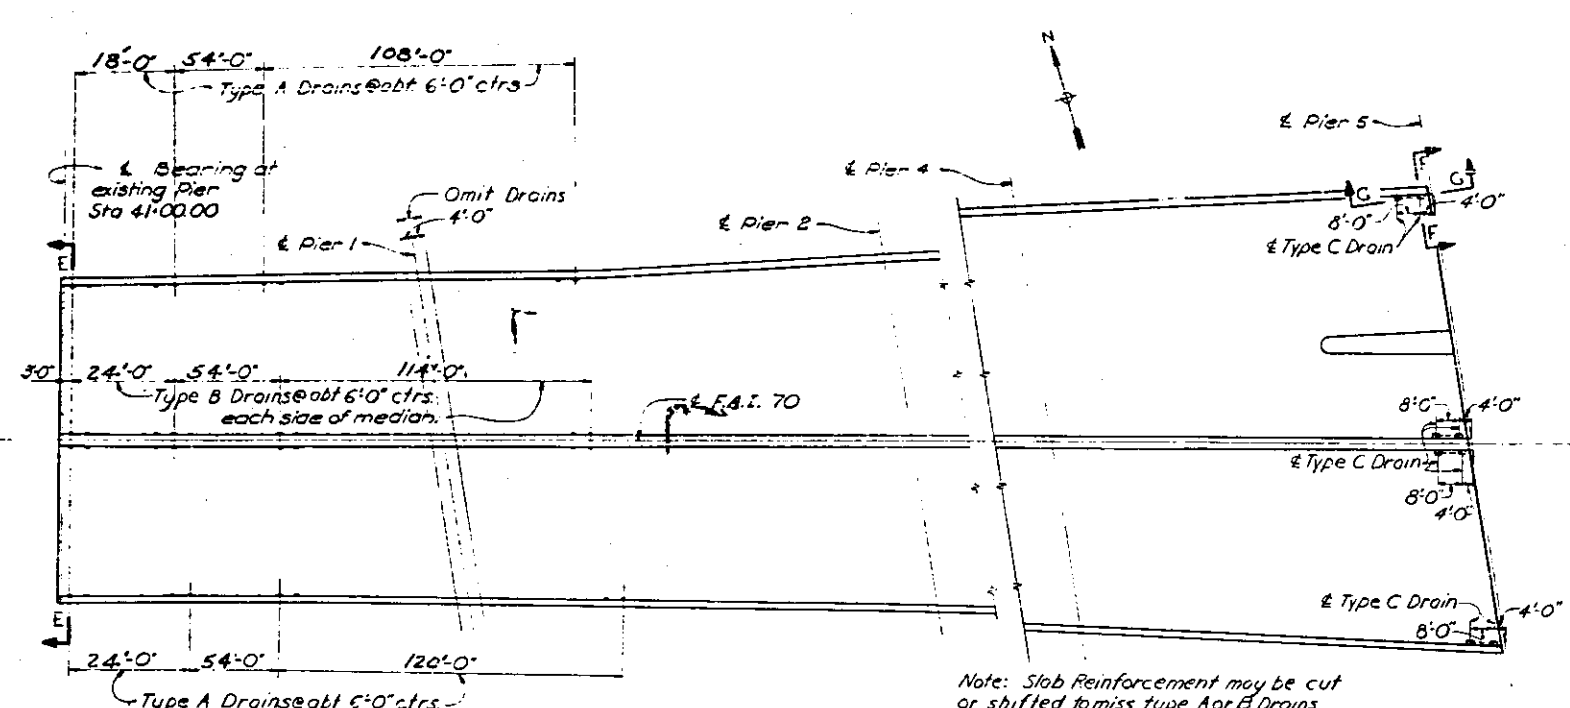 18'-0" 54'-0" 108'-0"
Type A Drains@abt 6'-0" ctrs
N
℄ Pier 5
℄ Bearing at
existing Pier
Sta 41+00.00
Omit Drains
4'-0"
℄ Pier 1
℄ Pier 2
℄ Pier 4
F
G G
8'-0" 4'-0"
℄ Type C Drain
F
E
3'-0" 24'-0" 54'-0" 114'-0"
Type B Drains@abt 6'-0" ctrs.
each side of median.
℄ F.A.I. 70
8'-0" 4'-0"
℄ Type C Drain
8'-0"
4'-0"
E
℄ Type C Drain
4'-0"
8'-0"
24'-0" 54'-0" 120'-0"
Type A Drains@abt 6'-0" ctrs
Note: Slab Reinforcement may be cut
or shifted to miss type A or B Drains